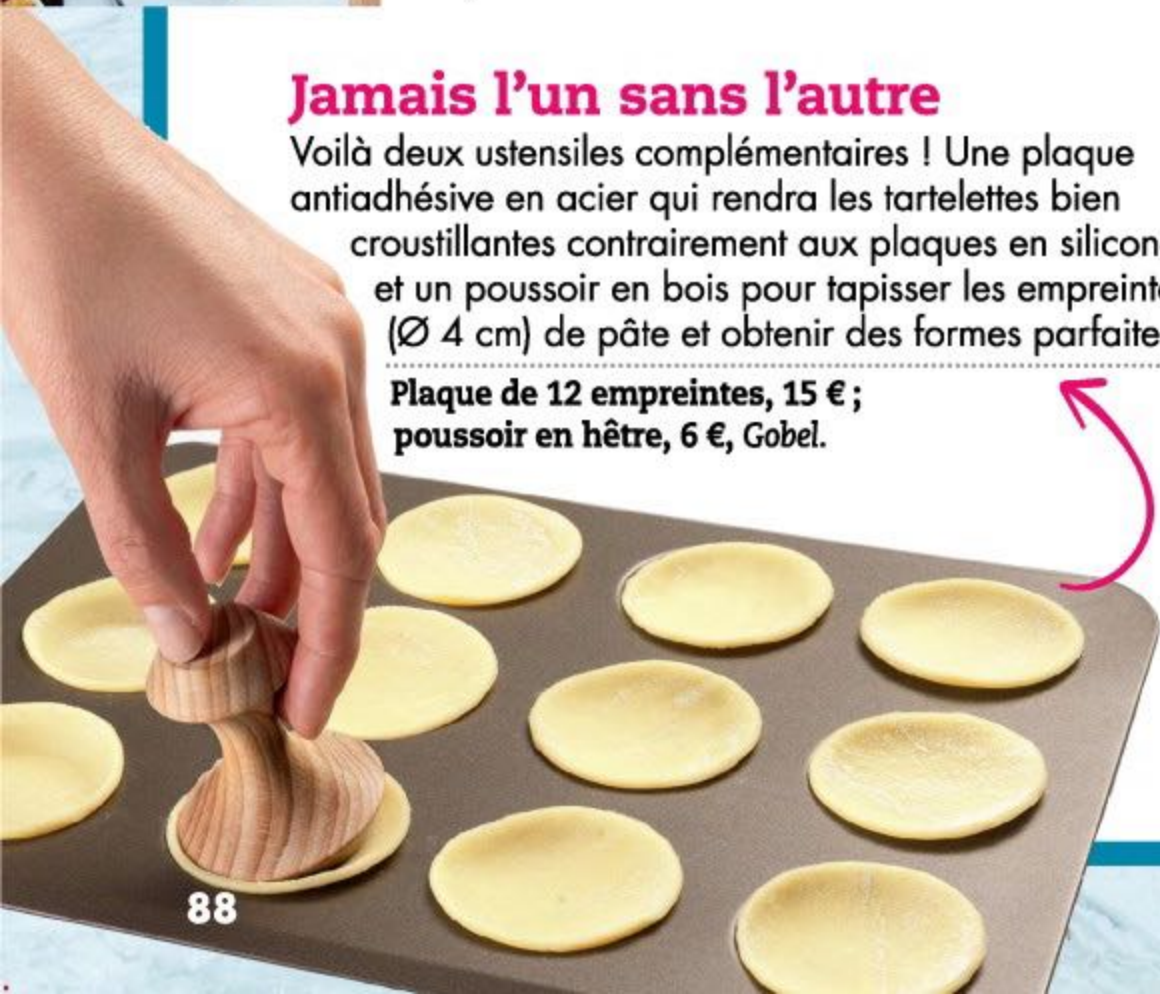 Jamais l'un sans l'autre
Voilà deux ustensiles complémentaires ! Une plaque
antiadhésive en acier qui rendra les tartelettes bien
croustillantes contrairement aux plaques en silicon
et un poussoir en bois pour tapisser les empreint
(Ø 4 cm) de pâte et obtenir des formes parfaite
Plaque de 12 empreintes, 15 € ;
poussoir en hêtre, 6 €, Gobel.
88